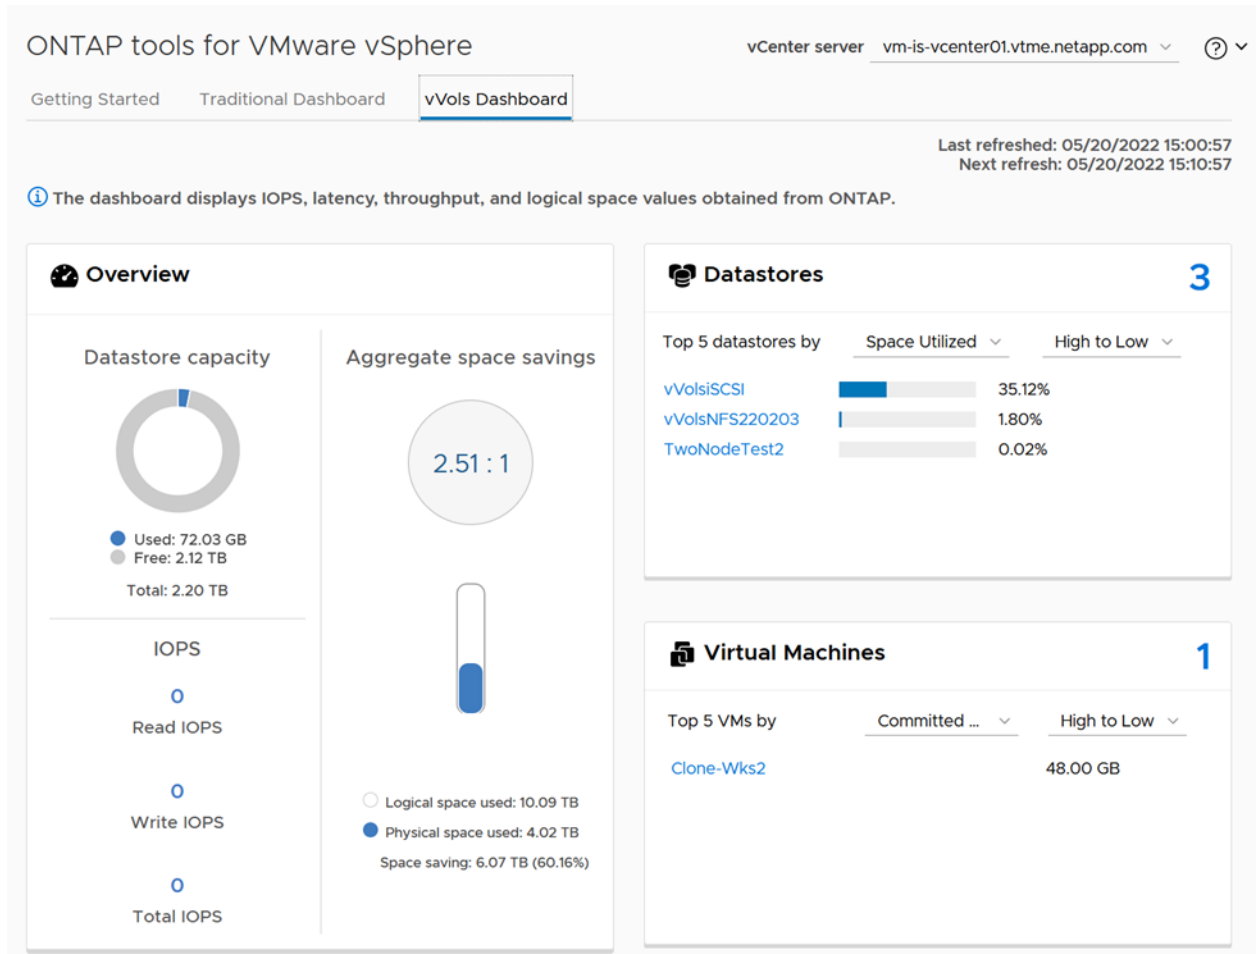 ONTAP tools for VMware vSphere
vCenter server vm-is-vcenter01.vtme.netapp.com
Getting Started Traditional Dashboard vVols Dashboard
Last refreshed: 05/20/2022 15:00:57
Next refresh: 05/20/2022 15:10:57
The dashboard displays IOPS, latency, throughput, and logical space values obtained from ONTAP.
Overview
Datastore capacity
Used: 72.03 GB
Free: 2.12 TB
Total: 2.20 TB
IOPS
0
Read IOPS
0
Write IOPS
0
Total IOPS
Aggregate space savings
2.51 : 1
Logical space used: 10.09 TB
Physical space used: 4.02 TB
Space saving: 6.07 TB (60.16%)
Datastores 3
Top 5 datastores by Space Utilized High to Low
vVolsiSCSI 35.12%
vVolsNFS220203 1.80%
TwoNodeTest2 0.02%
Virtual Machines 1
Top 5 VMs by Committed ... High to Low
Clone-Wks2 48.00 GB